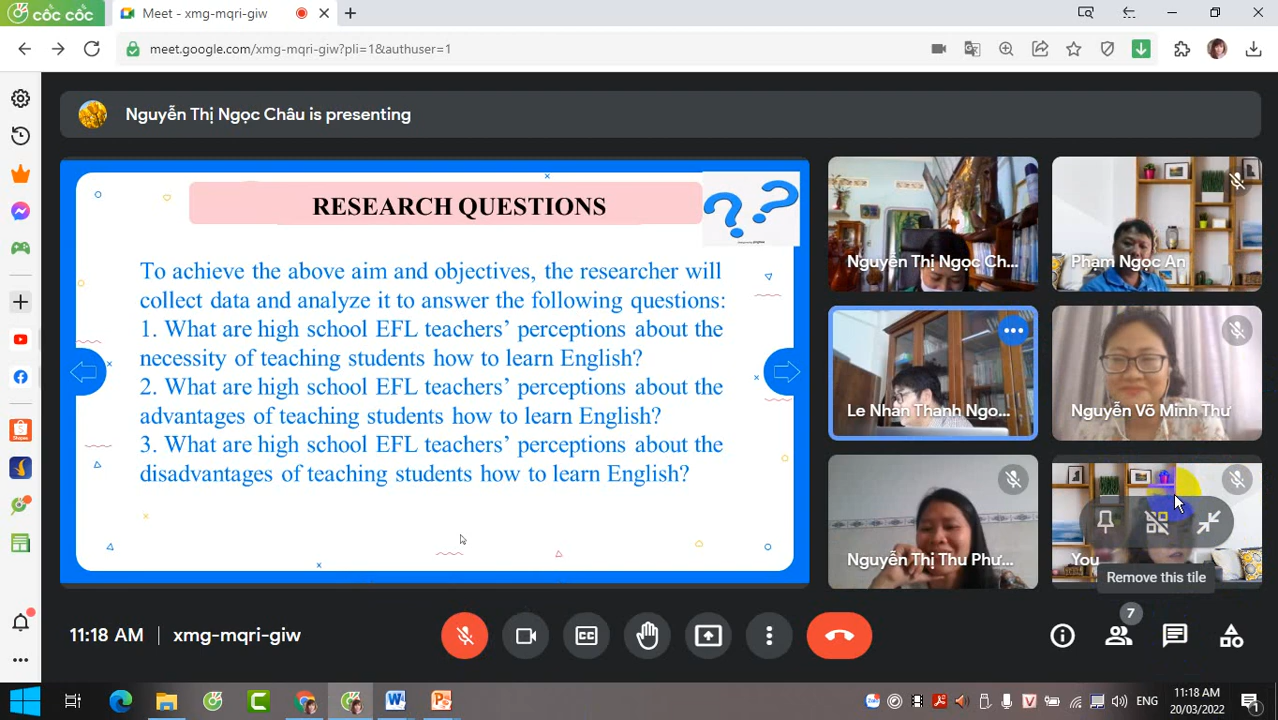 cốc cốc
Meet - xmg-mqri-giw
meet.google.com/xmg-mqri-giw?pli=1&authuser=1
Nguyễn Thị Ngọc Châu is presenting
RESEARCH QUESTIONS
To achieve the above aim and objectives, the researcher will
collect data and analyze it to answer the following questions:
1. What are high school EFL teachers’ perceptions about the
necessity of teaching students how to learn English?
2. What are high school EFL teachers’ perceptions about the
advantages of teaching students how to learn English?
3. What are high school EFL teachers’ perceptions about the
disadvantages of teaching students how to learn English?
Nguyễn Thị Ngọc Ch...
Phạm Ngọc An
Le Nhân Thanh Ngo...
Nguyễn Võ Minh Thư
Nguyễn Thị Thu Phư...
You
Remove this tile
11:18 AM
xmg-mqri-giw
CC
7
ENG
11:18 AM
20/03/2022
1